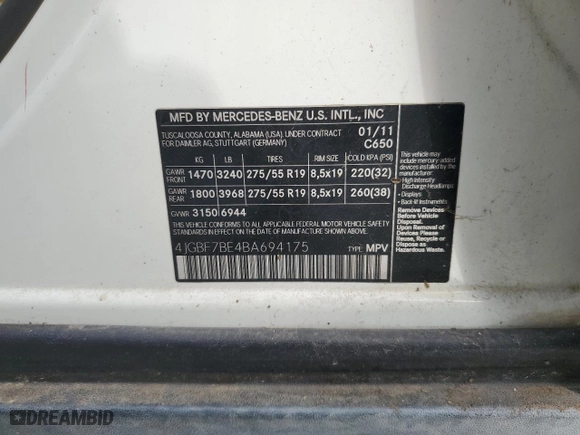 MFD BY MERCEDES-BENZ U.S. INTL., INC
TUSCALOOSA COUNTY, ALABAMA (USA), UNDER CONTRACT
FOR DAIMLER AG, STUTTGART (GERMANY)
01/11
C650
KG LB TIRES RIM SIZE COLD KPA (PSI)
GAWR FRONT 1470 3240 275/55 R19 8,5x19 220(32)
GAWR REAR 1800 3968 275/55 R19 8,5x19 260(38)
GVWR 3150 6944
THIS VEHICLE CONFORMS TO ALL APPLICABLE FEDERAL MOTOR VEHICLE SAFETY
STANDARDS IN EFFECT ON THE DATE OF MANUFACTURE SHOWN ABOVE.
4JGBF7BE4BA694175
TYPE: MPV
This vehicle may contain
mercury added devices
installed by the
manufacturer:
- High Intensity
Discharge Headlamps
- Displays
- Back-lit Instruments
Remove Devices
Before Vehicle
Disposal.
Upon Removal
of Devices Please
Reuse, Recycle
or Dispose as
Hazardous Waste.
DREAMBID